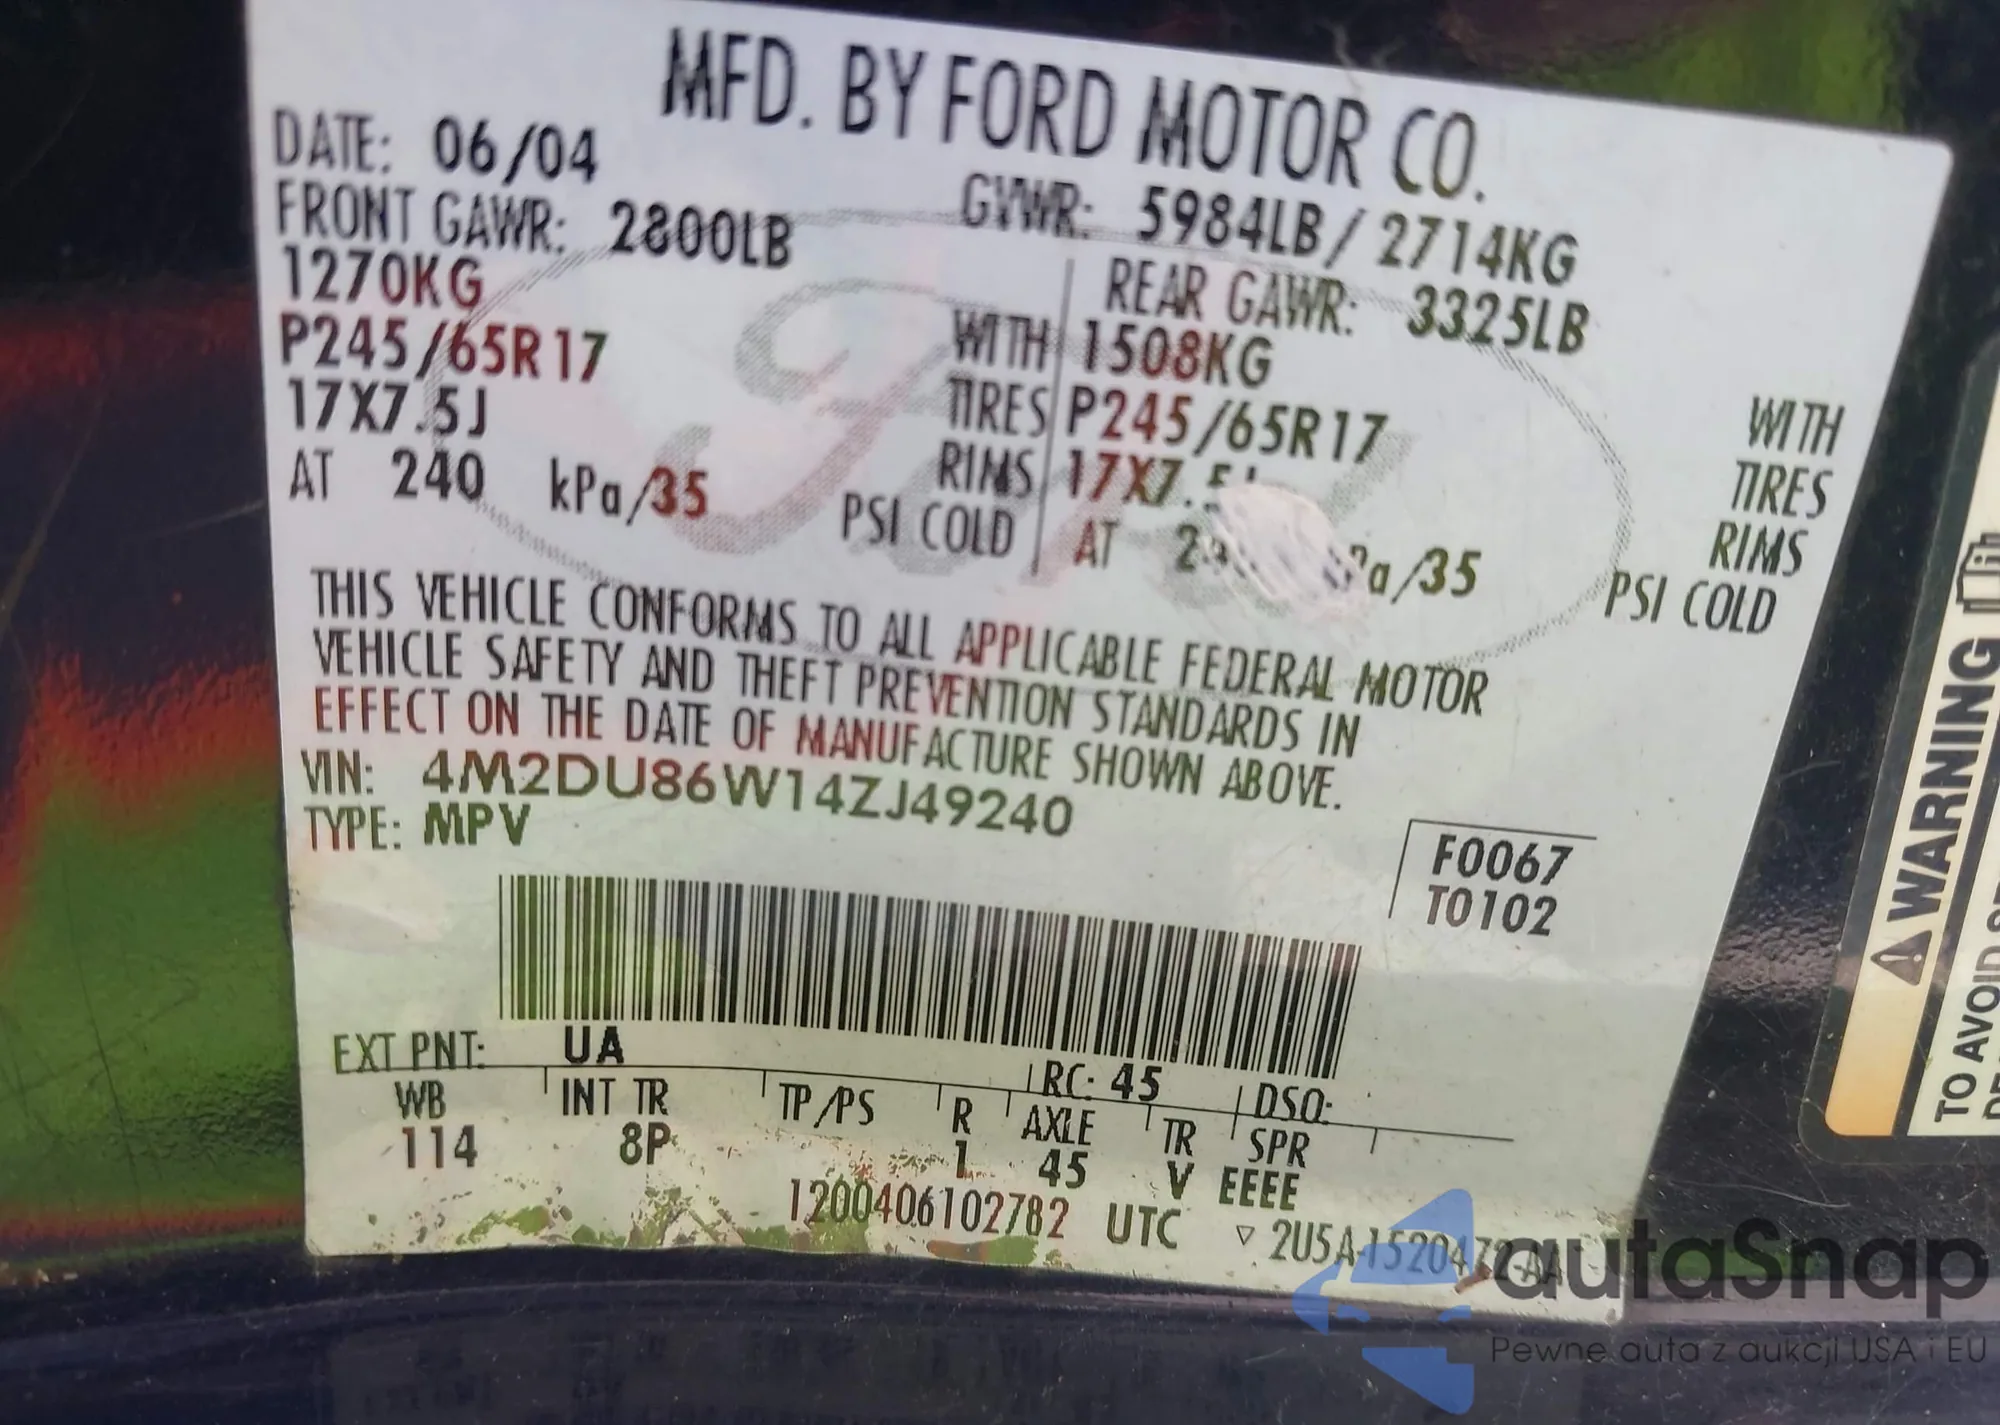 MFD. BY FORD MOTOR CO.
DATE: 06/04
GVWR: 5984LB/2714KG
FRONT GAWR: 2800LB
1270KG WITH
P245/65R17 TIRES
17X7.5J RIMS
AT 240 kPa/35 PSI COLD
REAR GAWR: 3325LB
1508KG WITH
P245/65R17 TIRES
RIMS
AT /35 PSI COLD
THIS VEHICLE CONFORMS TO ALL APPLICABLE FEDERAL MOTOR
VEHICLE SAFETY AND THEFT PREVENTION STANDARDS IN
EFFECT ON THE DATE OF MANUFACTURE SHOWN ABOVE.
VIN: 4M2DU86W14ZJ49240
TYPE: MPV
F0067
T0102
EXT PNT: UA RC: 45 DSO:
WB INT TR TP/PS R AXLE TR SPR
114 8P 1 45 V EEEE
1200406102782 UTC ▽ 2U5A-1520472-AA
⚠ WARNING
TO AVOID
autaSnap
Pewne auta z aukcji USA i EU